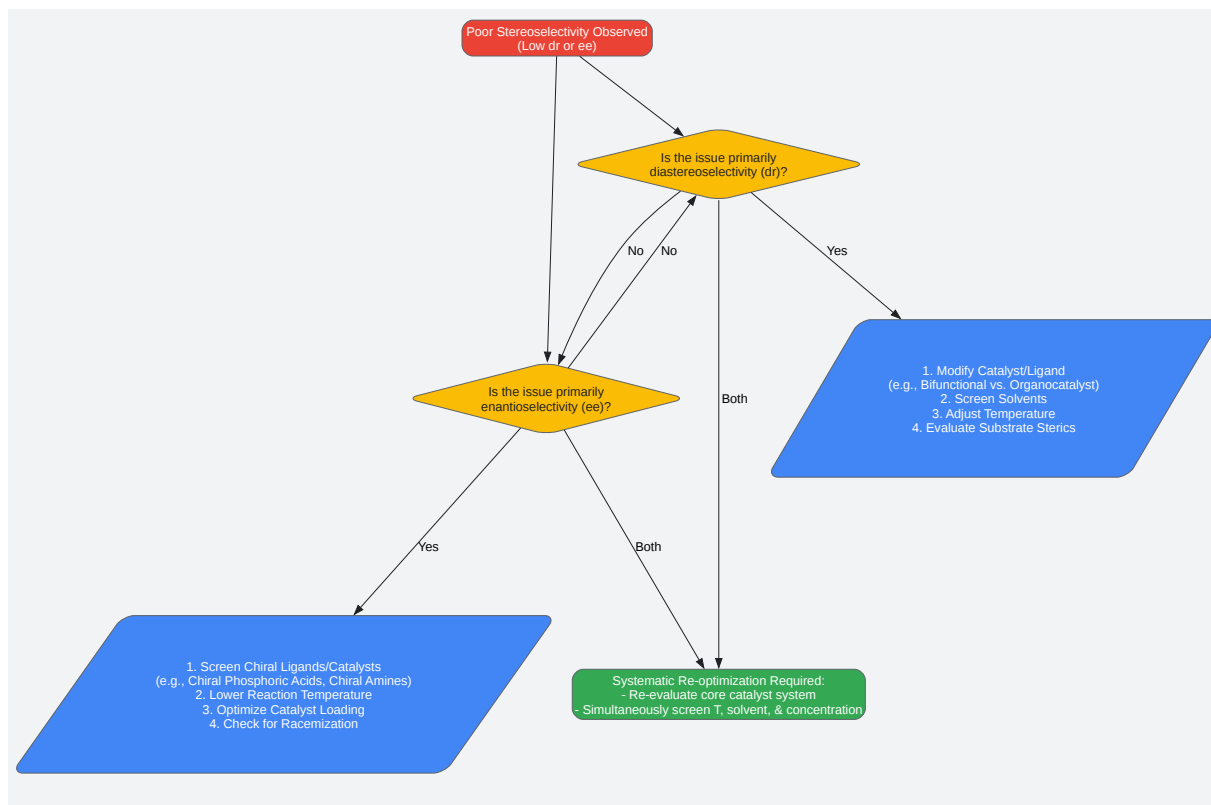 Poor Stereoselectivity Observed
(Low dr or ee)
Is the issue primarily
diastereoselectivity (dr)?
No
No
Yes
1. Modify Catalyst/Ligand
(e.g., Bifunctional vs. Organocatalyst)
2. Screen Solvents
3. Adjust Temperature
4. Evaluate Substrate Sterics
Is the issue primarily
enantioselectivity (ee)?
Both
Yes
Both
1. Screen Chiral Ligands/Catalysts
(e.g., Chiral Phosphoric Acids, Chiral Amines)
2. Lower Reaction Temperature
3. Optimize Catalyst Loading
4. Check for Racemization
Systematic Re-optimization Required:
- Re-evaluate core catalyst system
- Simultaneously screen T, solvent, & concentration